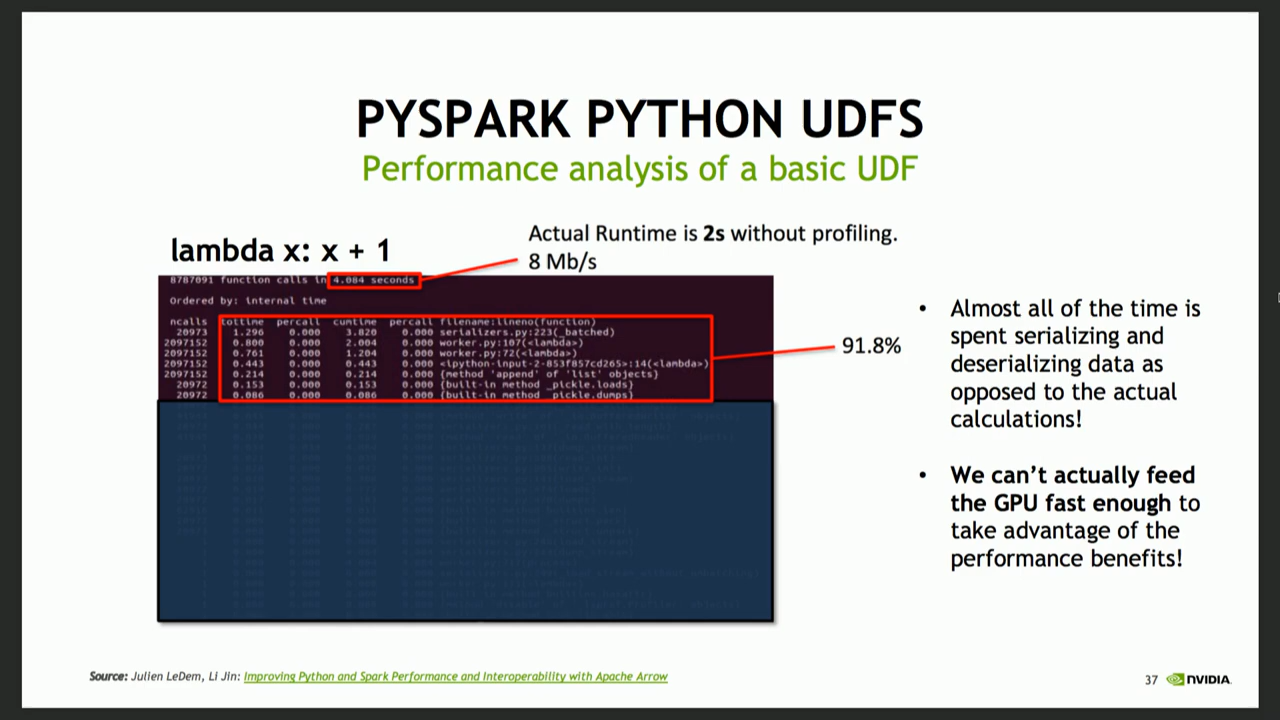 PYSPARK PYTHON UDFS
Performance analysis of a basic UDF
lambda x: x + 1
Actual Runtime is 2s without profiling.
8 Mb/s
8787091 function calls in 4.084 seconds
Ordered by: internal time
ncalls tottime percall cumtime percall filename:lineno(function)
20973 1.296 0.000 3.820 0.000 serializers.py:223(_batched)
2097152 0.800 0.000 2.004 0.000 worker.py:107(<lambda>)
2097152 0.761 0.000 1.204 0.000 worker.py:72(<lambda>)
2097152 0.443 0.000 0.443 0.000 <ipython-input-2-853f857cd265>:14(<lambda>)
2097152 0.214 0.000 0.214 0.000 {method 'append' of 'list' objects}
20972 0.153 0.000 0.153 0.000 {built-in method _pickle.loads}
20972 0.086 0.000 0.086 0.000 {built-in method _pickle.dumps}
91.8%
• Almost all of the time is
spent serializing and
deserializing data as
opposed to the actual
calculations!
• We can’t actually feed
the GPU fast enough to
take advantage of the
performance benefits!
Source: Julien LeDem, Li Jin: Improving Python and Spark Performance and Interoperability with Apache Arrow
37 NVIDIA.